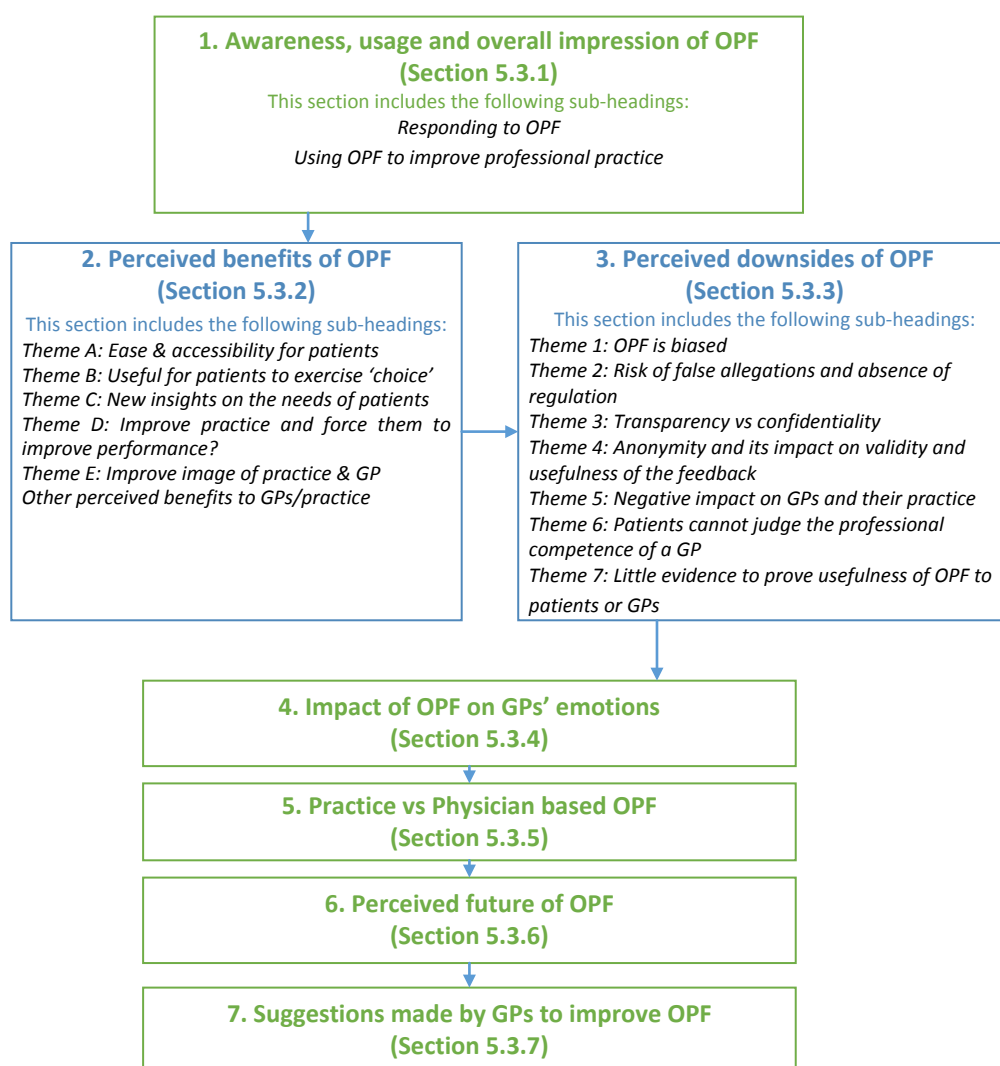 1. Awareness, usage and overall impression of OPF
(Section 5.3.1)
This section includes the following sub-headings:
Responding to OPF
Using OPF to improve professional practice
2. Perceived benefits of OPF
(Section 5.3.2)
This section includes the following sub-headings:
Theme A: Ease & accessibility for patients
Theme B: Useful for patients to exercise ‘choice’
Theme C: New insights on the needs of patients
Theme D: Improve practice and force them to
improve performance?
Theme E: Improve image of practice & GP
Other perceived benefits to GPs/practice
3. Perceived downsides of OPF
(Section 5.3.3)
This section includes the following sub-headings:
Theme 1: OPF is biased
Theme 2: Risk of false allegations and absence of
regulation
Theme 3: Transparency vs confidentiality
Theme 4: Anonymity and its impact on validity and
usefulness of the feedback
Theme 5: Negative impact on GPs and their practice
Theme 6: Patients cannot judge the professional
competence of a GP
Theme 7: Little evidence to prove usefulness of OPF to
patients or GPs
4. Impact of OPF on GPs’ emotions
(Section 5.3.4)
5. Practice vs Physician based OPF
(Section 5.3.5)
6. Perceived future of OPF
(Section 5.3.6)
7. Suggestions made by GPs to improve OPF
(Section 5.3.7)